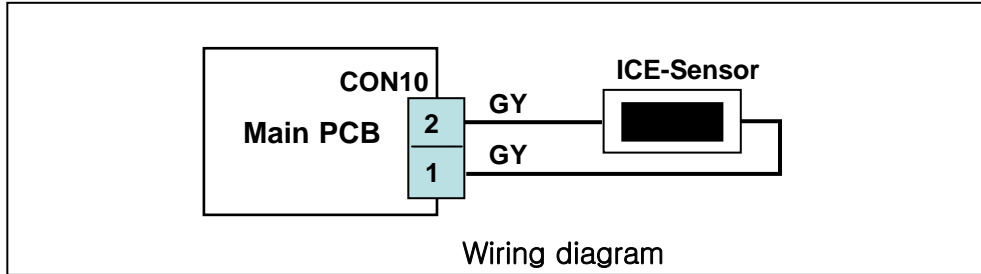 ICE-Sensor
CON10
GY
Main PCB
2
GY
1
Wiring diagram